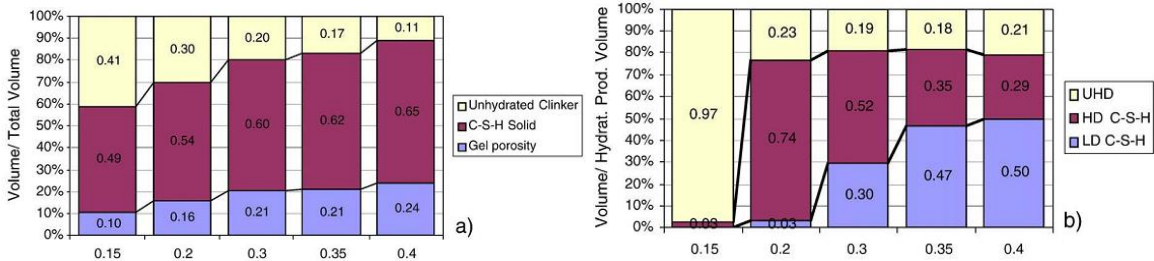 Volume/ Total Volume
100%
90%
80%
70%
60%
50%
40%
30%
20%
10%
0%
0.41 0.30 0.20 0.17 0.11
0.49 0.54 0.60 0.62 0.65
0.10 0.16 0.21 0.21 0.24
0.15 0.2 0.3 0.35 0.4
Unhydrated Clinker
C-S-H Solid
Gel porosity
a)
Volume/ Hydrat. Prod. Volume
100%
90%
80%
70%
60%
50%
40%
30%
20%
10%
0%
0.97 0.23 0.19 0.18 0.21
0.03 0.74 0.52 0.35 0.29
0.03 0.30 0.47 0.50
0.15 0.2 0.3 0.35 0.4
UHD
HD C-S-H
LD C-S-H
b)